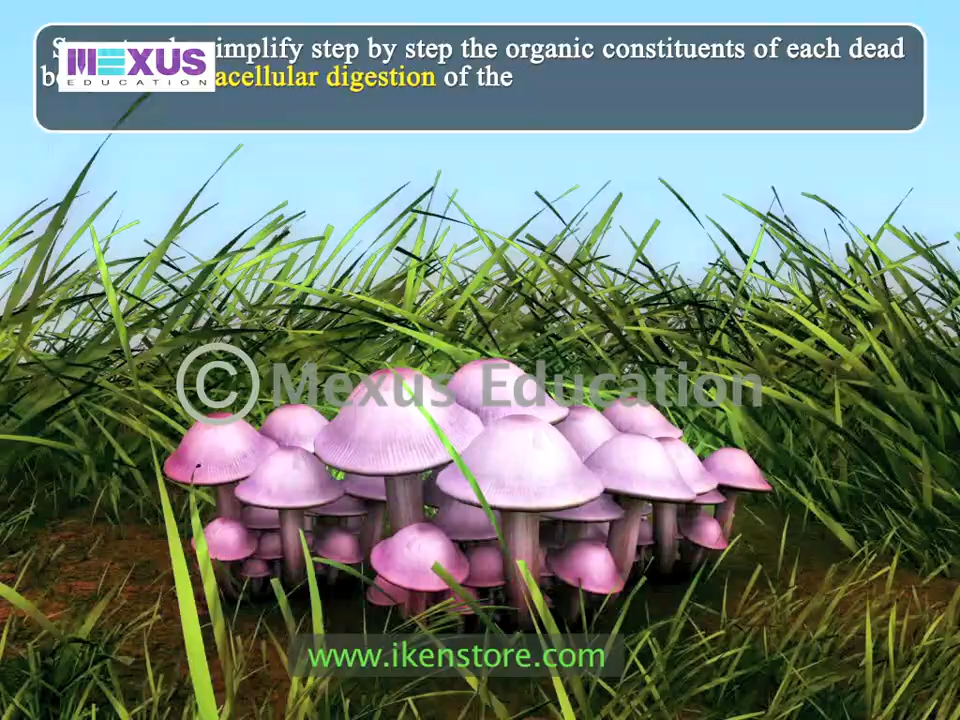 implify step by step the organic constituents of each dead
acellular digestion of the
MEXUS
EDUCATION
© Mexus Education
www.ikenstore.com